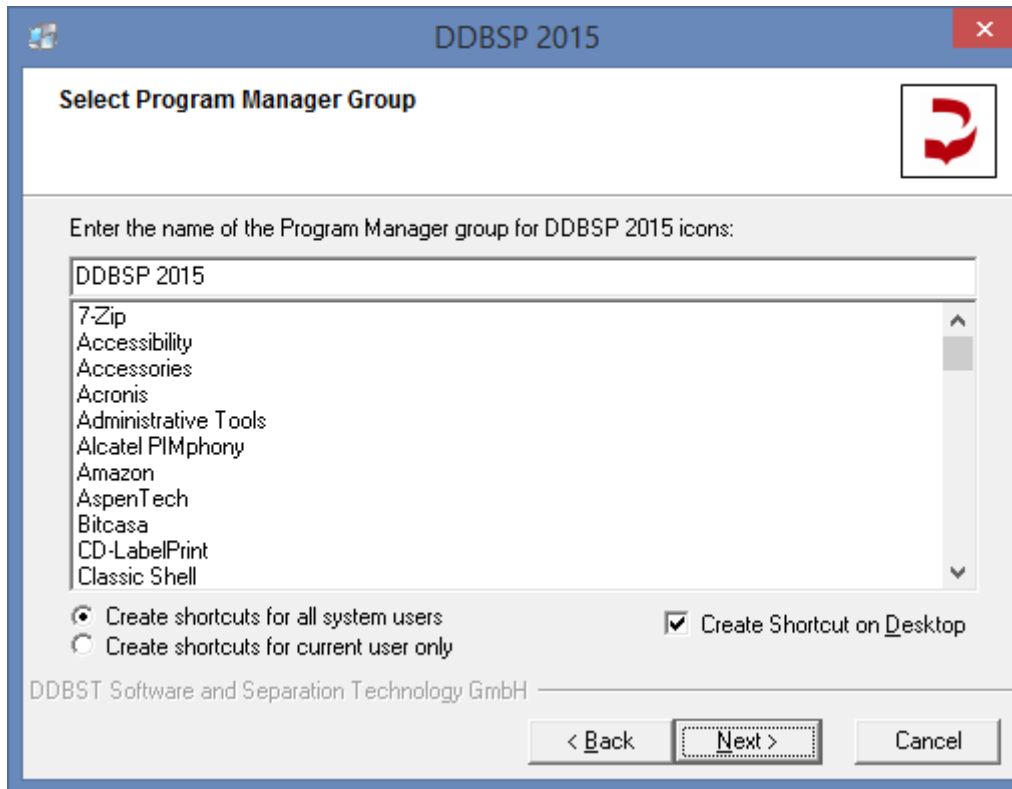 DDBSP 2015
Select Program Manager Group
Enter the name of the Program Manager group for DDBSP 2015 icons:
DDBSP 2015
7-Zip
Accessibility
Accessories
Acronis
Administrative Tools
Alcatel PIMphony
Amazon
AspenTech
Bitcasa
CD-LabelPrint
Classic Shell
Create shortcuts for all system users
Create shortcuts for current user only
Create Shortcut on Desktop
DDBST Software and Separation Technology GmbH
< Back Next > Cancel